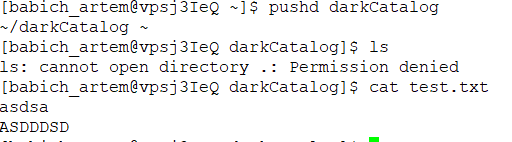 [babich_artem@vpsj3IeQ ~]$ pushd darkCatalog
~/darkCatalog ~
[babich_artem@vpsj3IeQ darkCatalog]$ ls
ls: cannot open directory .: Permission denied
[babich_artem@vpsj3IeQ darkCatalog]$ cat test.txt
asdsa
ASDDDSD